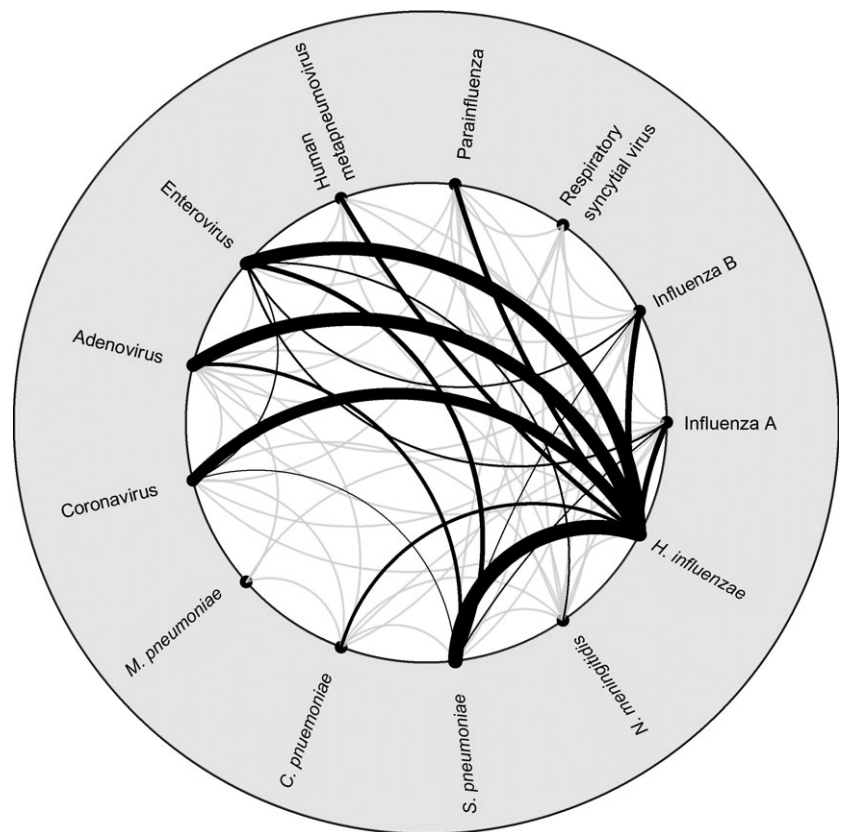 Human
metapneumovirus
Parainfluenza
Respiratory
syncytial virus
Influenza B
Influenza A
H. influenzae
N. meningitidis
S. pneumoniae
C. pnuemoniae
M. pneumoniae
Coronavirus
Adenovirus
Enterovirus